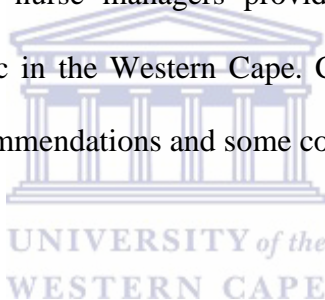 nurse managers provid
c in the Western Cape. C
mmendations and some co
UNIVERSITY of the
WESTERN CAPE